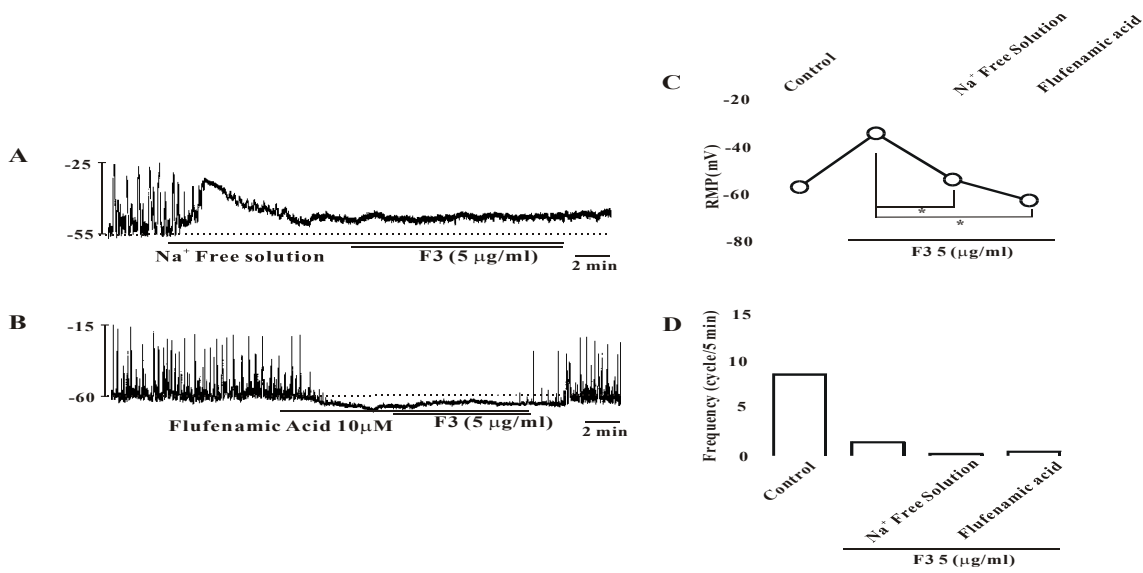 A
-25
-55
Na⁺ Free solution
F3 (5 μg/ml)
2 min
B
-15
-60
Flufenamic Acid 10μM
F3 (5 μg/ml)
2 min
C
Control
Na⁺ Free Solution
Flufenamic acid
RMP(mV)
-20
-40
-60
-80
*
*
F3 5 (μg/ml)
D
Frequency (cycle/5 min)
15
10
5
0
Control
Na⁺ Free Solution
Flufenamic acid
F3 5 (μg/ml)